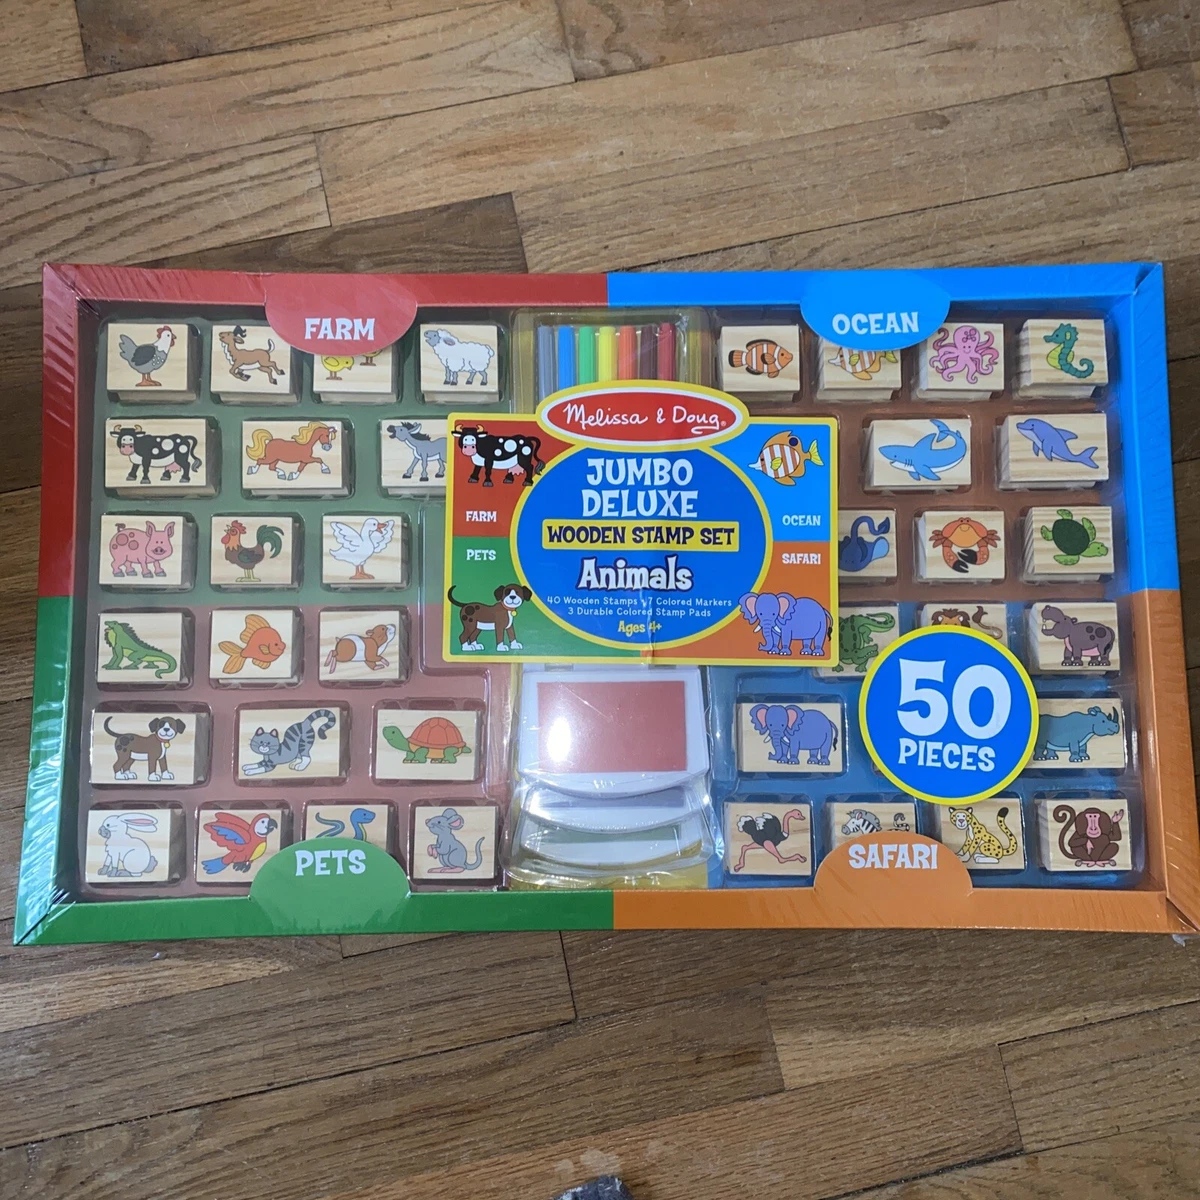 FARM
OCEAN
Melissa & Doug®
JUMBO
DELUXE
WOODEN STAMP SET
Animals
40 Wooden Stamps • 7 Colored Markers
3 Durable Colored Stamp Pads
Ages 4+
FARM
PETS
OCEAN
SAFARI
50
PIECES
PETS
SAFARI